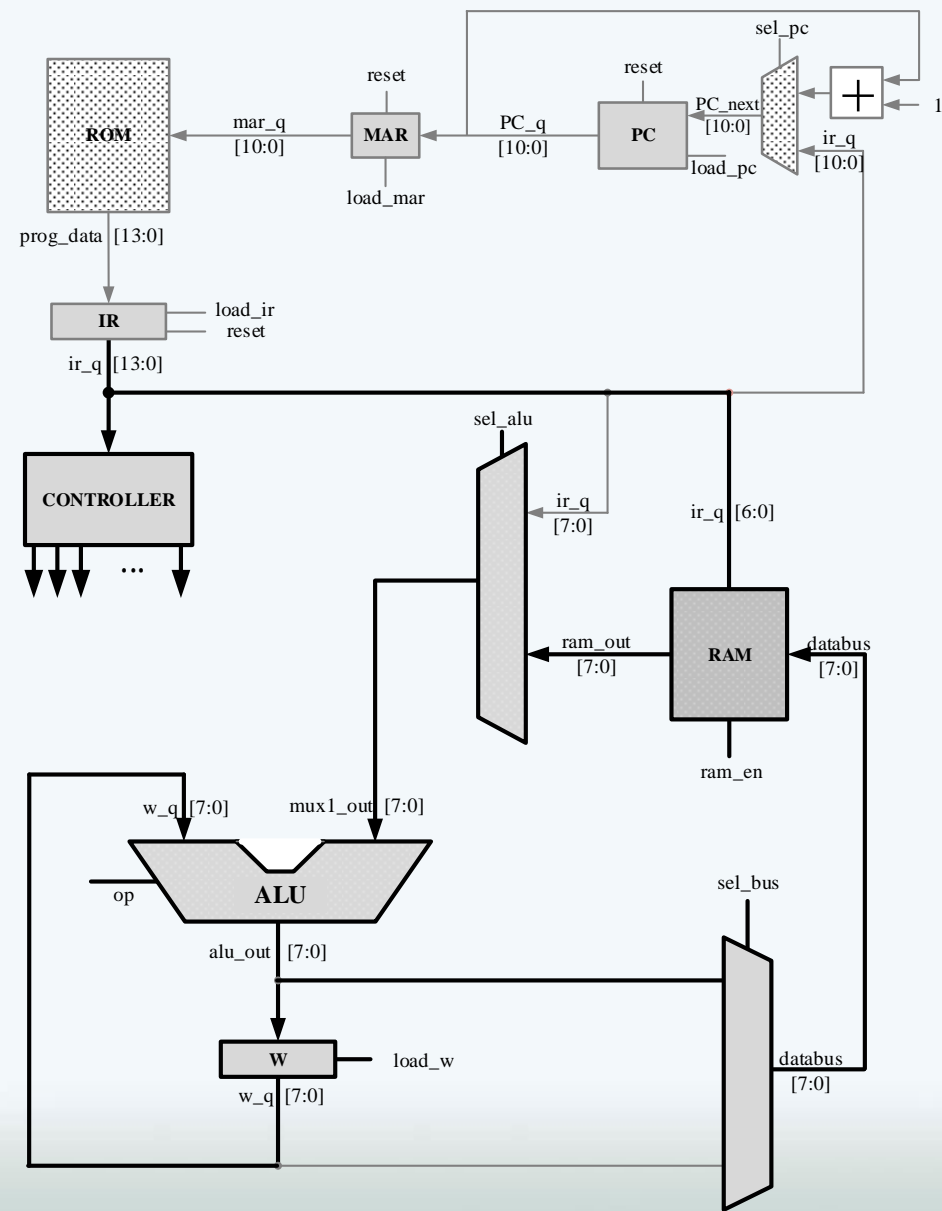 sel_pc
reset
reset
PC_next
[10:0]
+
1
ROM
mar_q
[10:0]
MAR
PC_q
[10:0]
PC
ir_q
[10:0]
load_pc
load_mar
prog_data [13:0]
IR
load_ir
reset
ir_q [13:0]
sel_alu
CONTROLLER
...
ir_q
[7:0]
ir_q [6:0]
ram_out
[7:0]
RAM
databus
[7:0]
ram_en
w_q [7:0]
mux1_out [7:0]
op
ALU
sel_bus
alu_out [7:0]
W
load_w
databus
[7:0]
w_q [7:0]